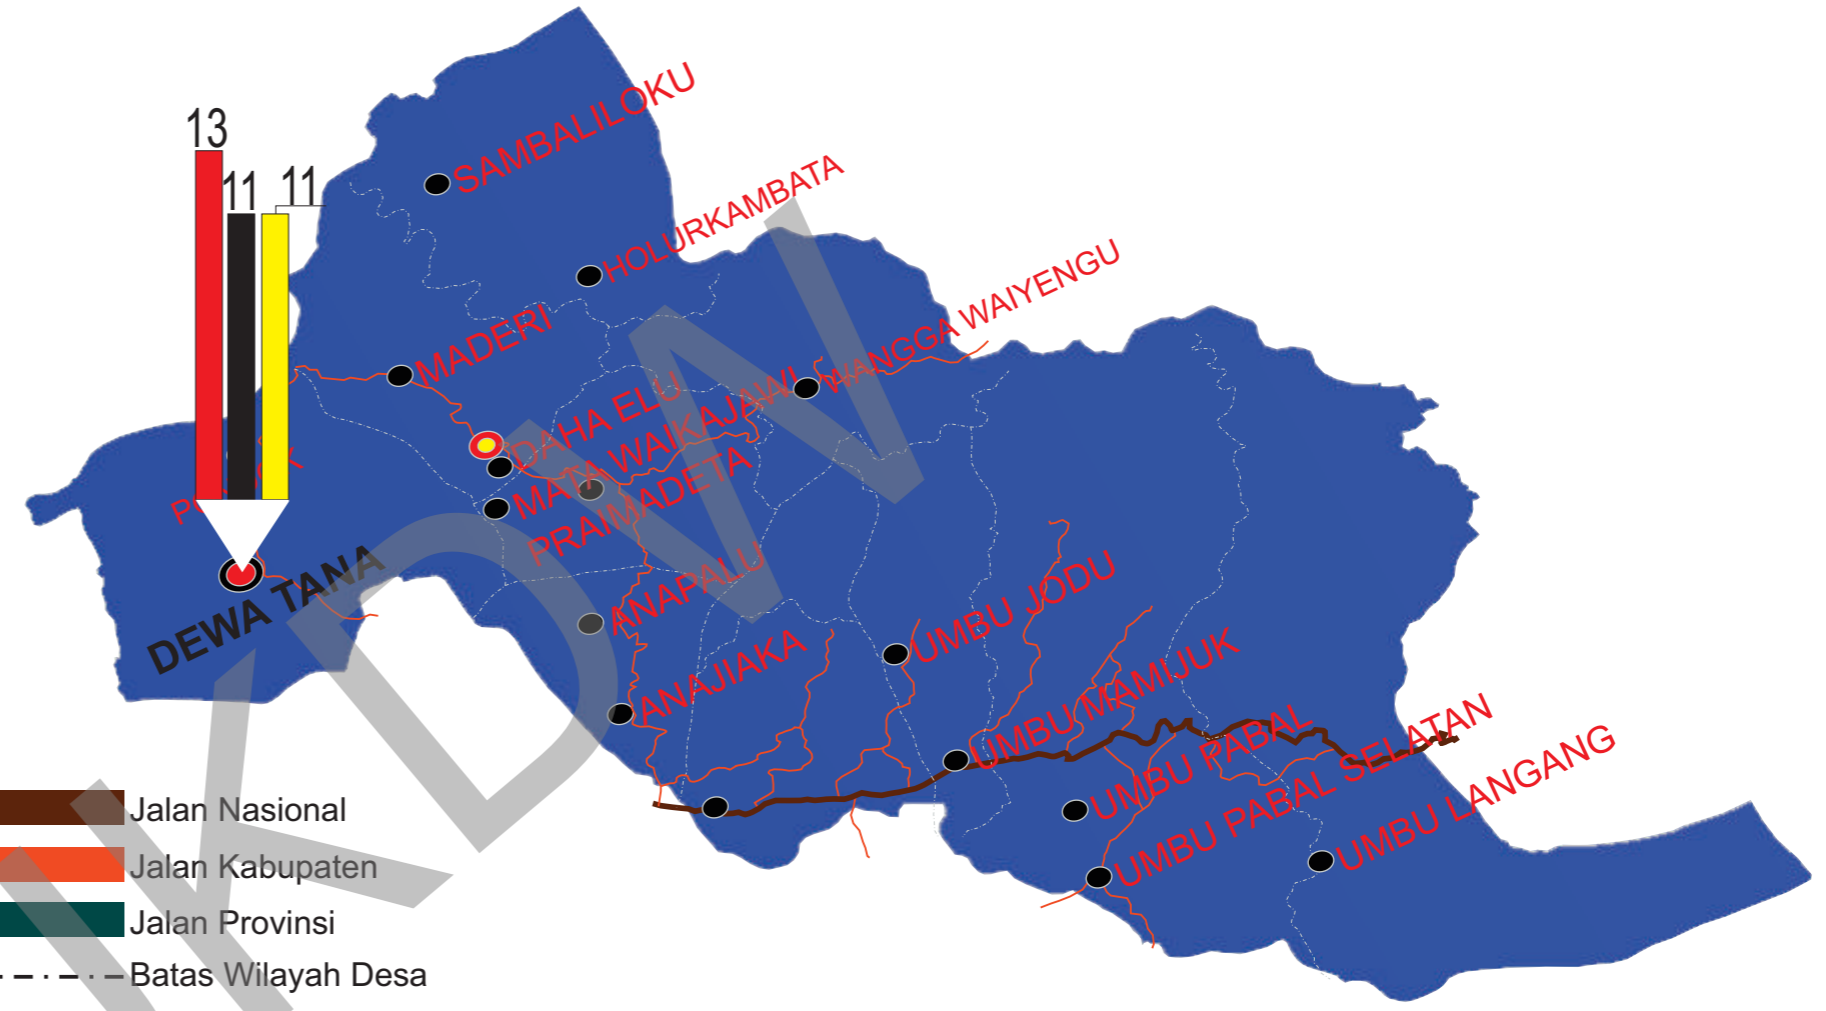 SAMBALILOKU
13
11
11
HOLURKAMBATA
WANGGA WAIYENGU
MADERI
DAHA ELU
MATA WAIKAJAWI
PRAIMADETA
ANAPALU
DEWA TANA
UMBU JODU
ANAJIAKA
UMBU MAMIJUK
UMBU PABAL
UMBU PABAL SELATAN
UMBU LANGANG
Jalan Nasional
Jalan Kabupaten
Jalan Provinsi
Batas Wilayah Desa